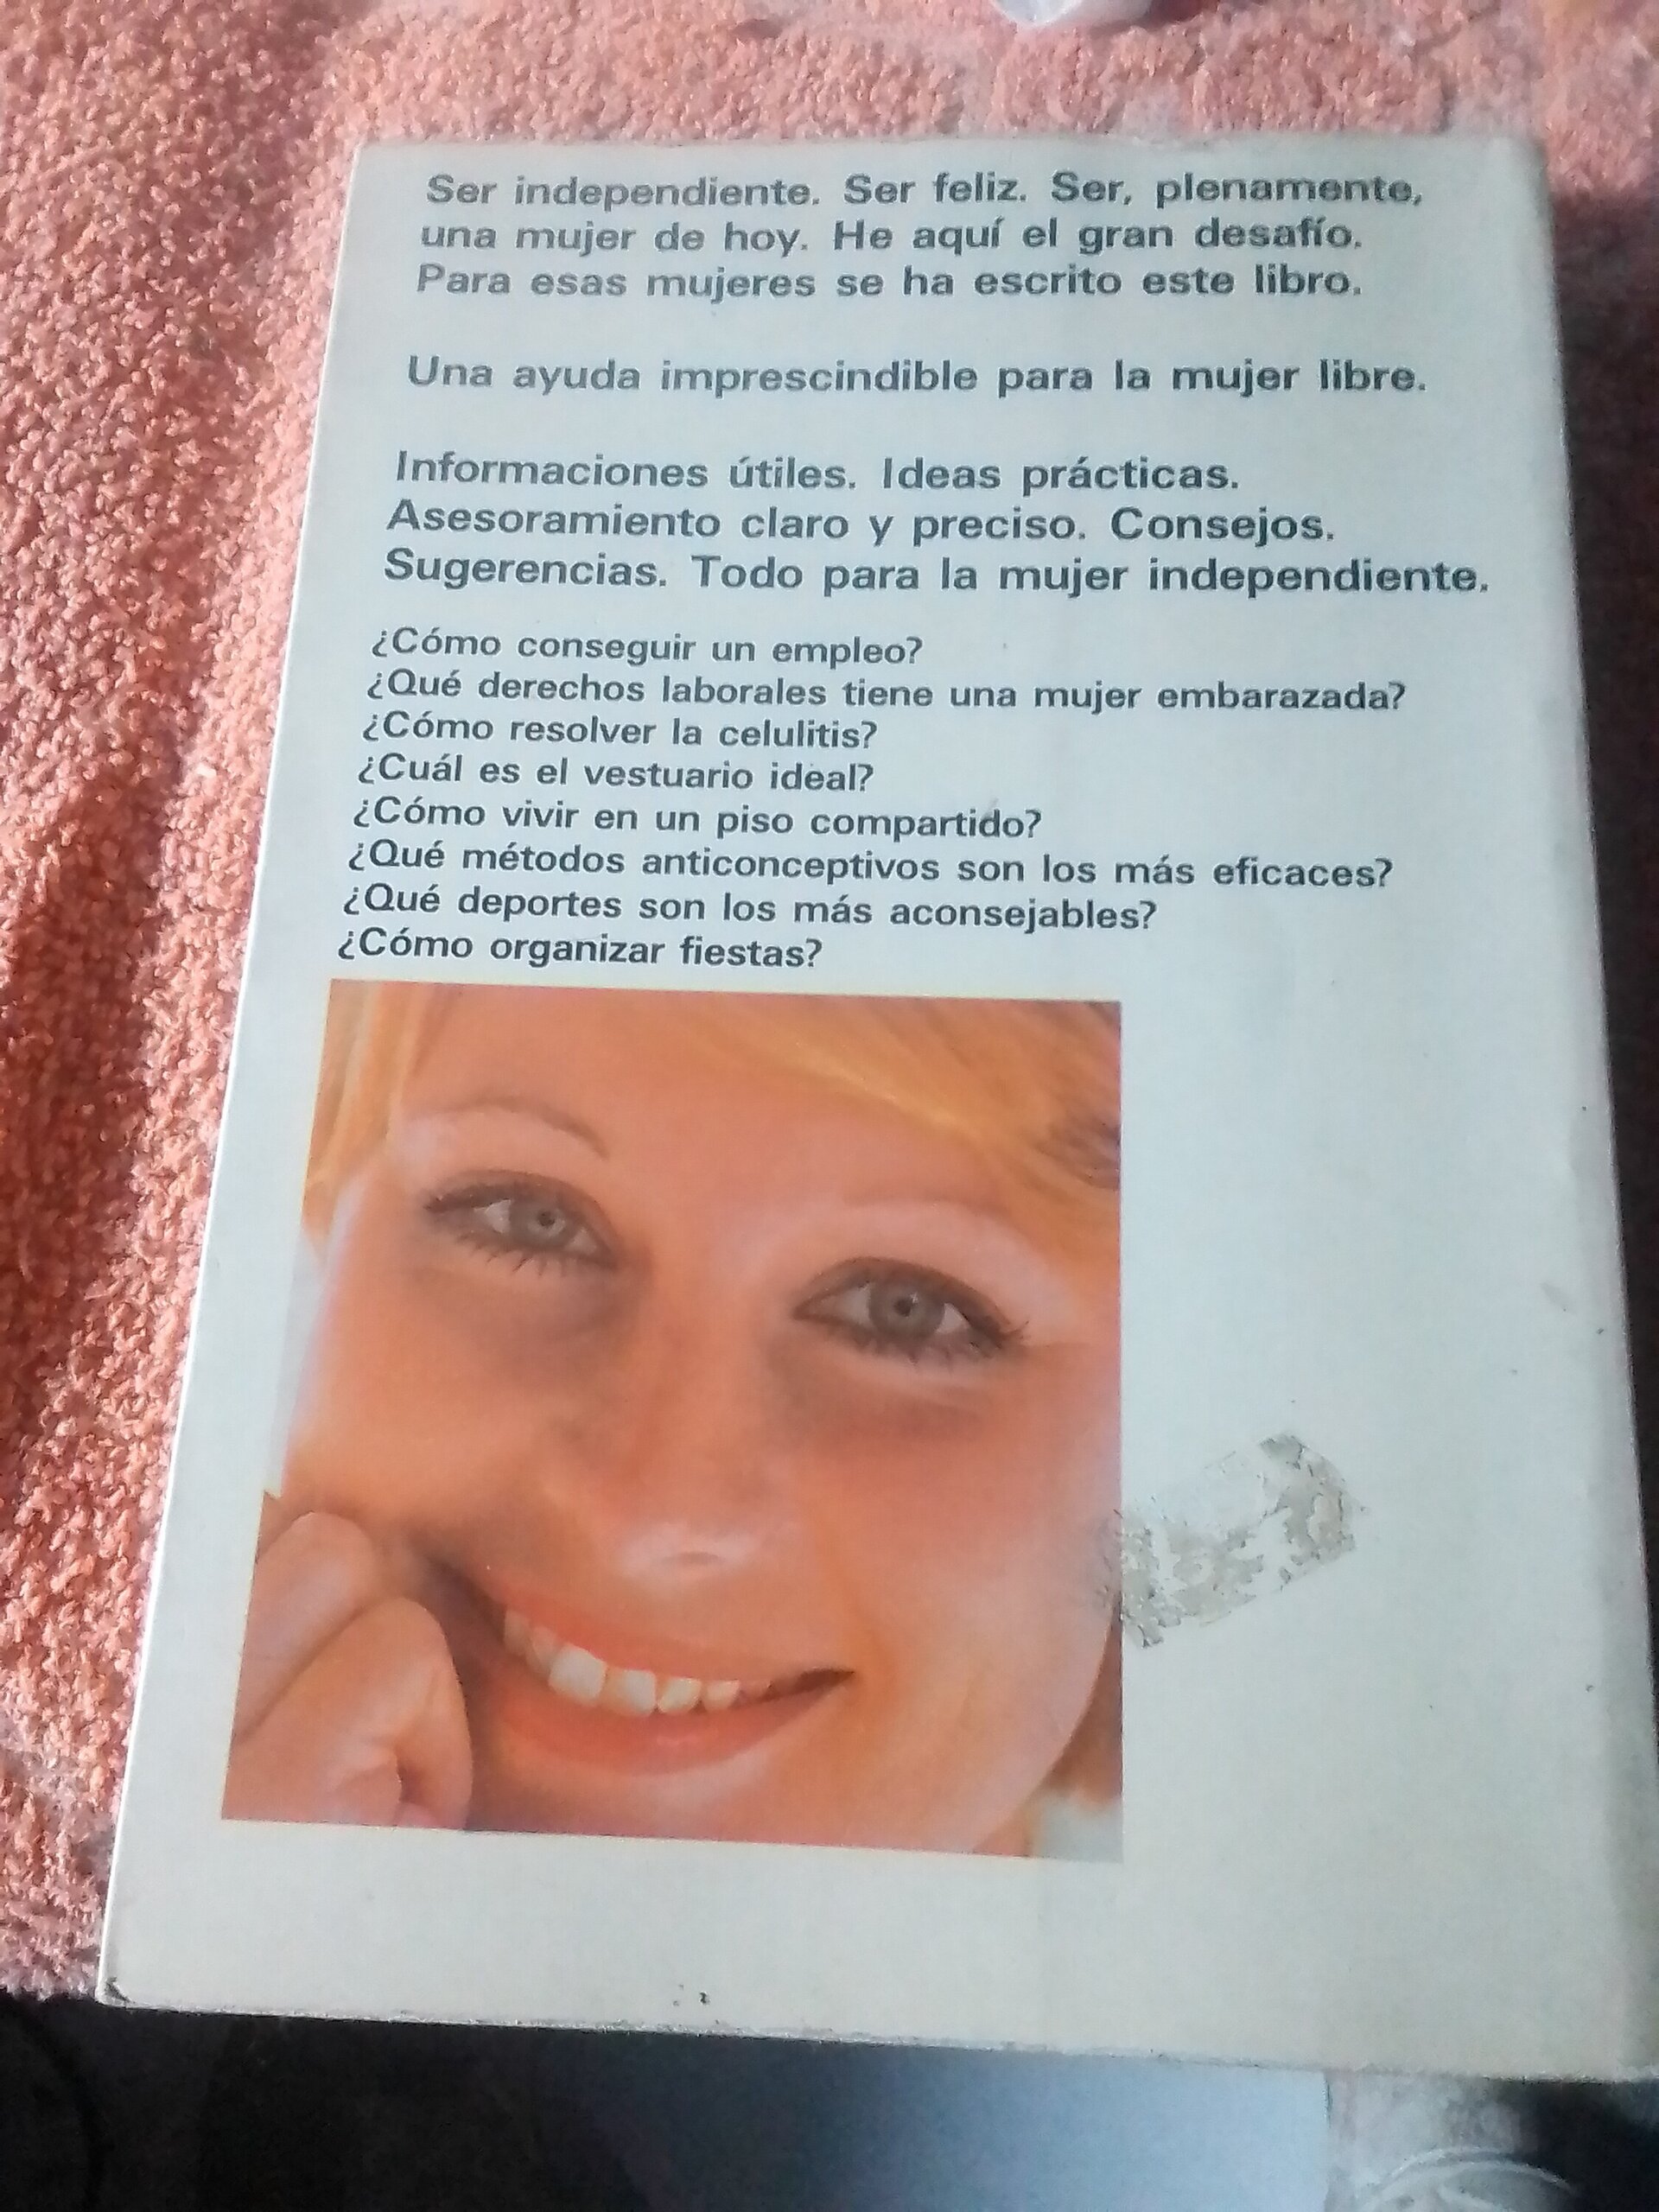 Ser independiente. Ser feliz. Ser, plenamente,
una mujer de hoy. He aquí el gran desafío.
Para esas mujeres se ha escrito este libro.
Una ayuda imprescindible para la mujer libre.
Informaciones útiles. Ideas prácticas.
Asesoramiento claro y preciso. Consejos.
Sugerencias. Todo para la mujer independiente.
¿Cómo conseguir un empleo?
¿Qué derechos laborales tiene una mujer embarazada?
¿Cómo resolver la celulitis?
¿Cuál es el vestuario ideal?
¿Cómo vivir en un piso compartido?
¿Qué métodos anticonceptivos son los más eficaces?
¿Qué deportes son los más aconsejables?
¿Cómo organizar fiestas?